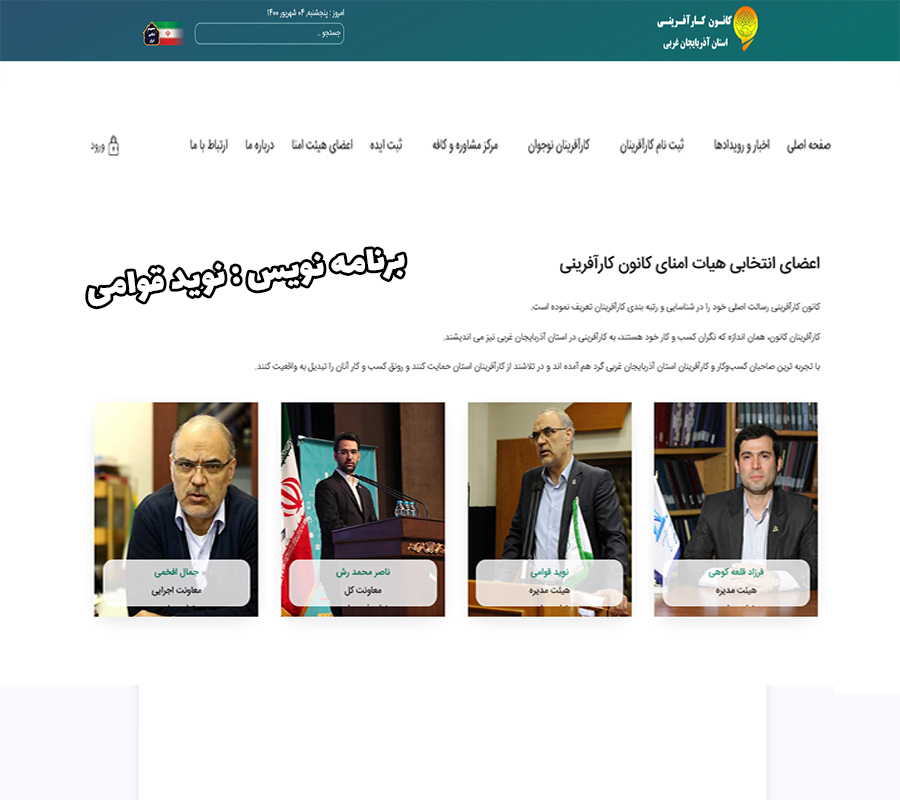 امروز : پنجشنبه, ۰۴ شهریور ۱۴۰۰
کانون کارآفرینی
استان آذربایجان غربی
جستجو ..
صفحه اصلی
اخبار و رویدادها
ثبت نام کارآفرینان
کارآفرینان نوجوان
مرکز مشاوره و کافه
ثبت ایده
اعضای هیئت امنا
درباره ما
ارتباط با ما
ورود
اعضای انتخابی هیات امنای کانون کارآفرینی
برنامه نویس : نوید قوامی
کانون کارآفرینی رسالت اصلی خود را در شناسایی و رتبه بندی کارآفرینان تعریف نموده است.
کارآفرینان کانون، همان اندازه که نگران کسب و کار خود هستند، به کارآفرینی در استان آذربایجان غربی نیز می اندیشند.
با تجربه ترین صاحبان کسب‌وکار و کارآفرینان استان آذربایجان غربی گرد هم آمده اند و در تلاشند از کارآفرینان استان حمایت کنند و رونق کسب و کار آنان را تبدیل به واقعیت کنند.
فرزاد قلعه کوهی
هیئت مدیره
نوید قوامی
هیئت مدیره
ناصر محمد رش
معاونت کل
جمال افخمی
معاونت اجرایی